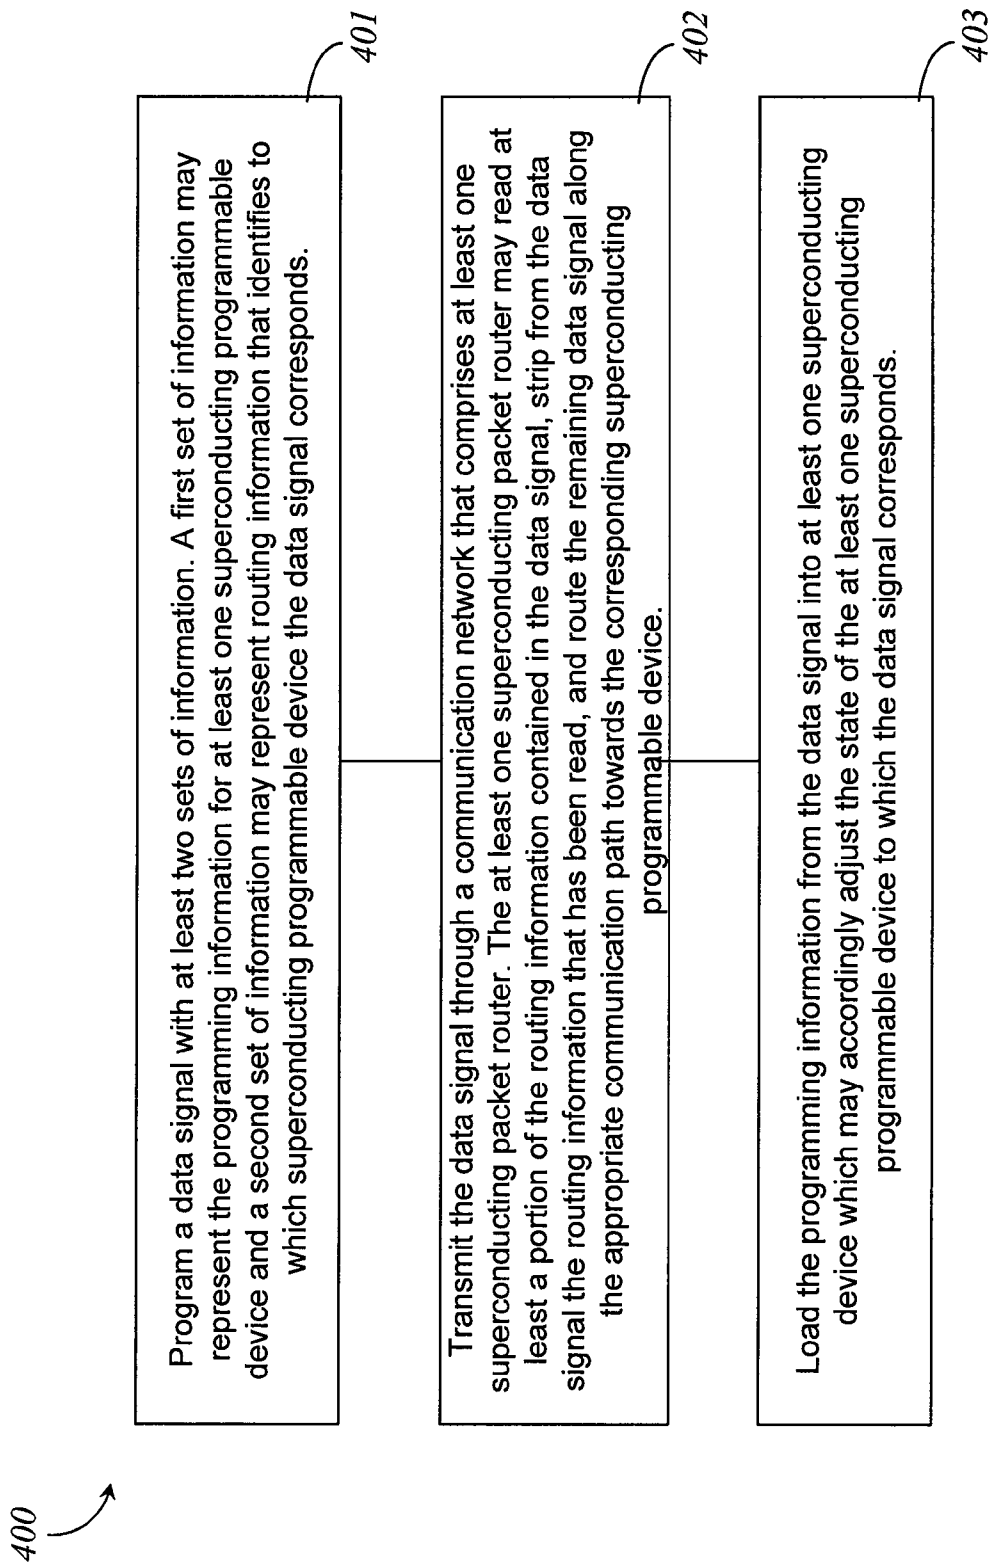 400
Program a data signal with at least two sets of information. A first set of information may
represent the programming information for at least one superconducting programmable
device and a second set of information may represent routing information that identifies to
which superconducting programmable device the data signal corresponds.
401
Transmit the data signal through a communication network that comprises at least one
superconducting packet router. The at least one superconducting packet router may read at
least a portion of the routing information contained in the data signal, strip from the data
signal the routing information that has been read, and route the remaining data signal along
the appropriate communication path towards the corresponding superconducting
programmable device.
402
Load the programming information from the data signal into at least one superconducting
device which may accordingly adjust the state of the at least one superconducting
programmable device to which the data signal corresponds.
403